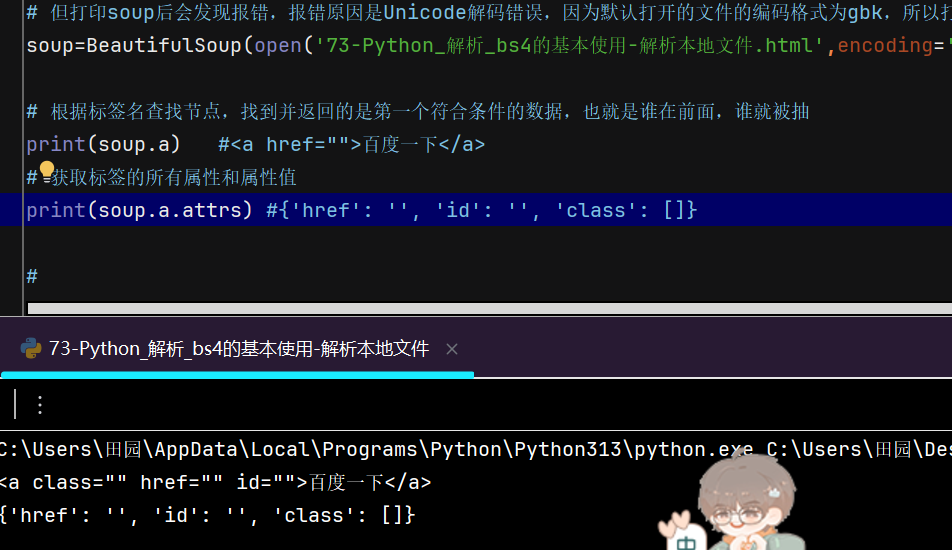 # 但打印soup后会发现报错，报错原因是Unicode解码错误，因为默认打开的文件的编码格式为gbk，所以打
soup=BeautifulSoup(open('73-Python_解析_bs4的基本使用-解析本地文件.html',encoding='
# 根据标签名查找节点，找到并返回的是第一个符合条件的数据，也就是谁在前面，谁就被抽
print(soup.a)   #<a href="">百度一下</a>
# 获取标签的所有属性和属性值
print(soup.a.attrs) #{'href': '', 'id': '', 'class': []}
#
73-Python_解析_bs4的基本使用-解析本地文件
C:\Users\田园\AppData\Local\Programs\Python\Python313\python.exe C:\Users\田园\Des
<a class="" href="" id="">百度一下</a>
{'href': '', 'id': '', 'class': []}
中